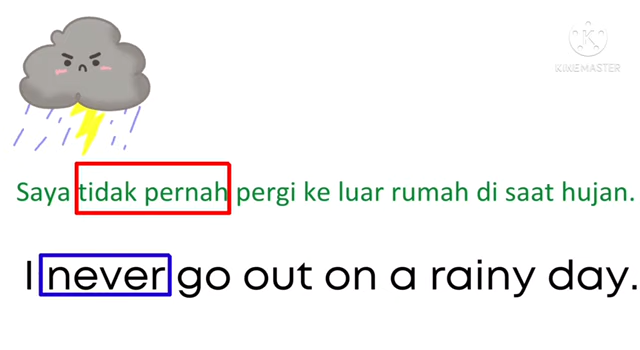 KINEMASTER
Saya tidak pernah pergi ke luar rumah di saat hujan.
I never go out on a rainy day.